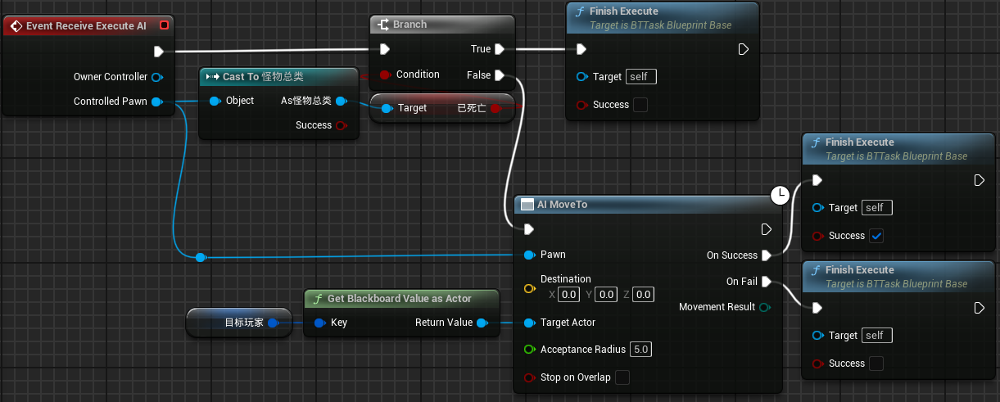 Event Receive Execute AI
Owner Controller
Controlled Pawn
Cast To 怪物总类
Object
As怪物总类
Success
Branch
True
Condition
False
Target
已死亡
Finish Execute
Target is BTTask Blueprint Base
Target self
Success
Finish Execute
Target is BTTask Blueprint Base
Target self
Success
AI MoveTo
Pawn
On Success
Destination
X 0.0 Y 0.0 Z 0.0
On Fail
Movement Result
Target Actor
Acceptance Radius 5.0
Stop on Overlap
Finish Execute
Target is BTTask Blueprint Base
Target self
Success
目标玩家
Get Blackboard Value as Actor
Key
Return Value